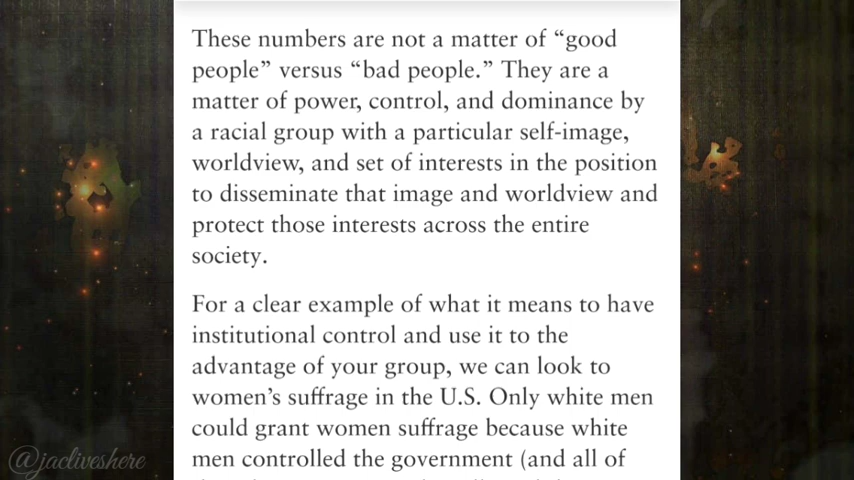 These numbers are not a matter of “good
people” versus “bad people.” They are a
matter of power, control, and dominance by
a racial group with a particular self-image,
worldview, and set of interests in the position
to disseminate that image and worldview and
protect those interests across the entire
society.
For a clear example of what it means to have
institutional control and use it to the
advantage of your group, we can look to
women’s suffrage in the U.S. Only white men
could grant women suffrage because white
men controlled the government (and all of
@jacliveshere